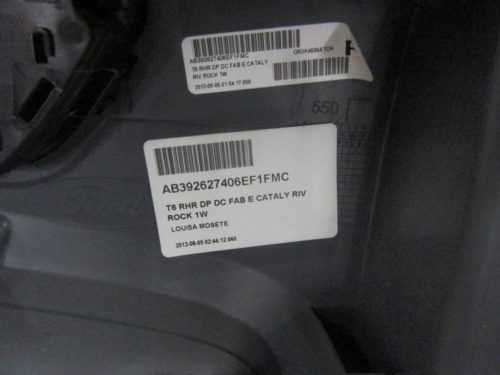 AB392627406EF1FMC
T6 RHR DP DC FAB E CATALY
RIV ROCK 1W
2013-06-05 01:54:17.050
F
550
AB392627406EF1FMC
T6 RHR DP DC FAB E CATALY RIV
ROCK 1W
LOUISA MOSETE
2013-06-05 02:44:12.040